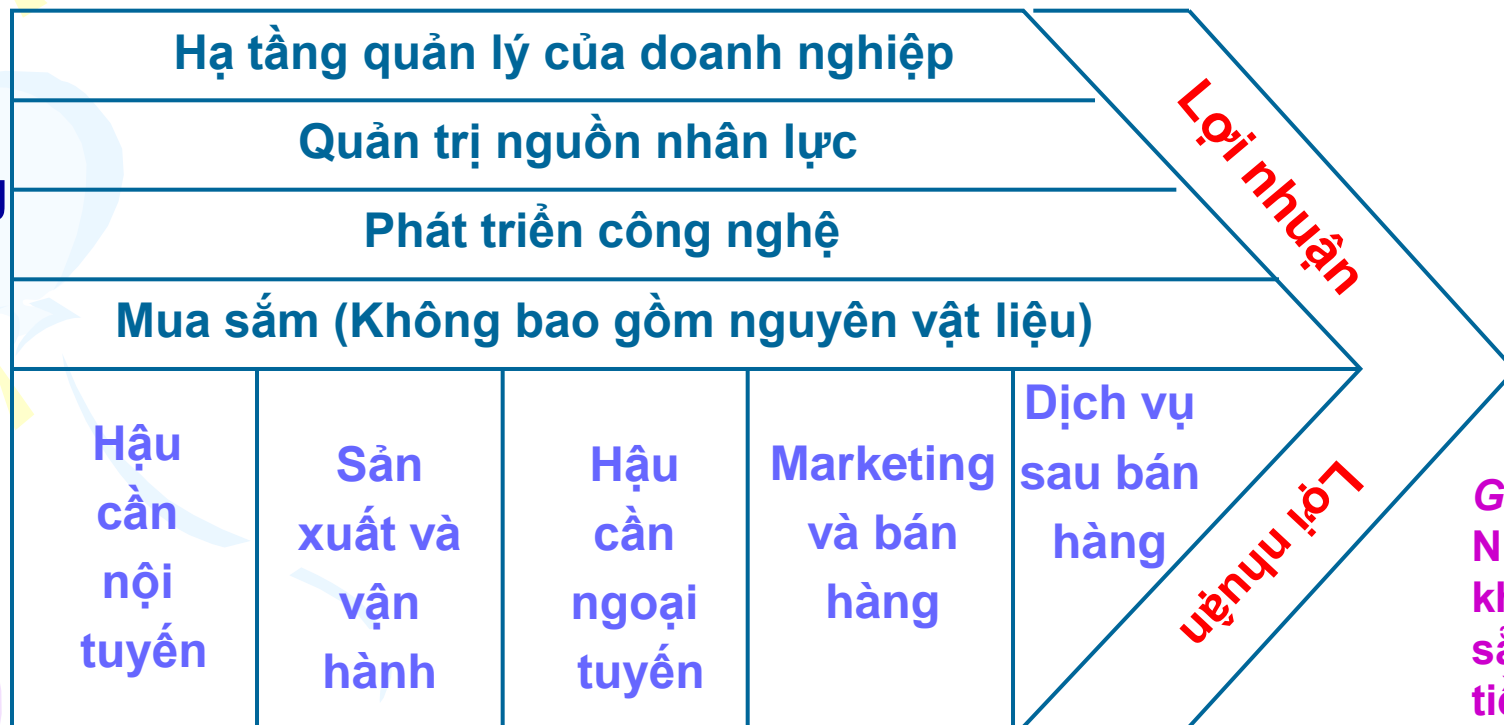 Hạ tầng quản lý của doanh nghiệp
Quản trị nguồn nhân lực
Phát triển công nghệ
Mua sắm (Không bao gồm nguyên vật liệu)
Hậu
cần
nội
tuyến
Sản
xuất và
vận
hành
Hậu
cần
ngoại
tuyến
Marketing
và bán
hàng
Dịch vụ
sau bán
hàng
Lợi nhuận
Lợi nhuận